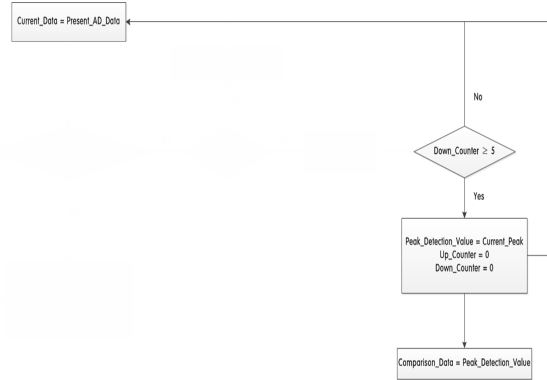 Current_Data = Present_AD_Data
No
Down_Counter ≥ 5
Yes
Peak_Detection_Value = Current_Peak
Up_Counter = 0
Down_Counter = 0
Comparison_Data = Peak_Detection_Value